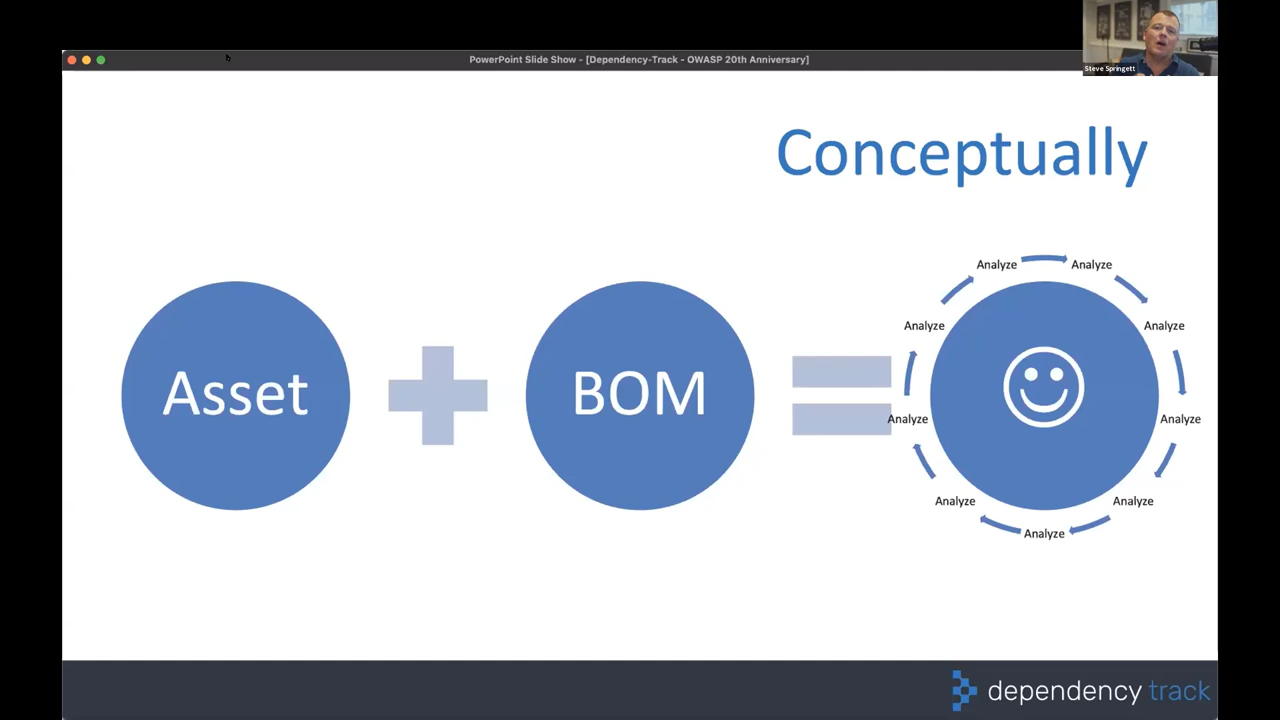 PowerPoint Slide Show - [Dependency-Track - OWASP 20th Anniversary]
Steve Springett
Conceptually
Asset
BOM
Analyze
Analyze
Analyze
Analyze
Analyze
Analyze
Analyze
Analyze
Analyze
dependency track